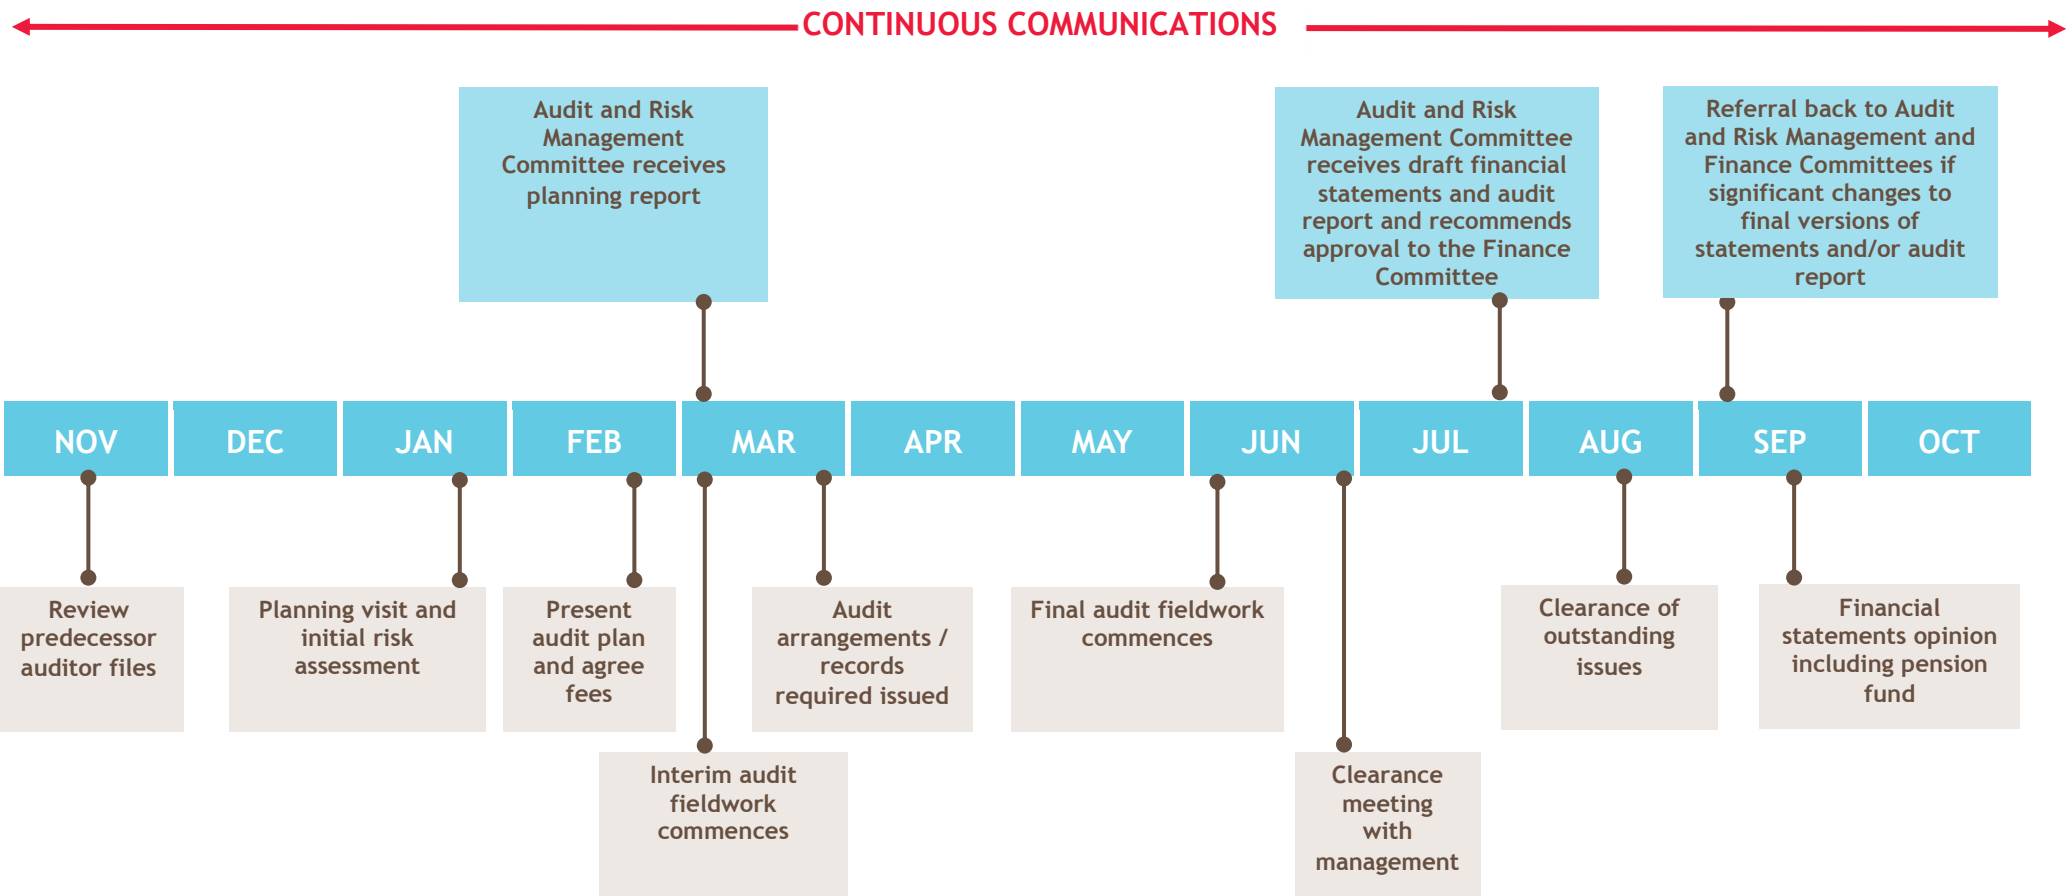 CONTINUOUS COMMUNICATIONS
Audit and Risk
Management
Committee receives
planning report
Audit and Risk
Management Committee
receives draft financial
statements and audit
report and recommends
approval to the Finance
Committee
Referral back to Audit
and Risk Management and
Finance Committees if
significant changes to
final versions of
statements and/or audit
report
NOV
DEC
JAN
FEB
MAR
APR
MAY
JUN
JUL
AUG
SEP
OCT
Review
predecessor
auditor files
Planning visit and
initial risk
assessment
Present
audit plan
and agree
fees
Audit
arrangements /
records
required issued
Final audit fieldwork
commences
Clearance of
outstanding
issues
Financial
statements opinion
including pension
fund
Interim audit
fieldwork
commences
Clearance
meeting
with
management